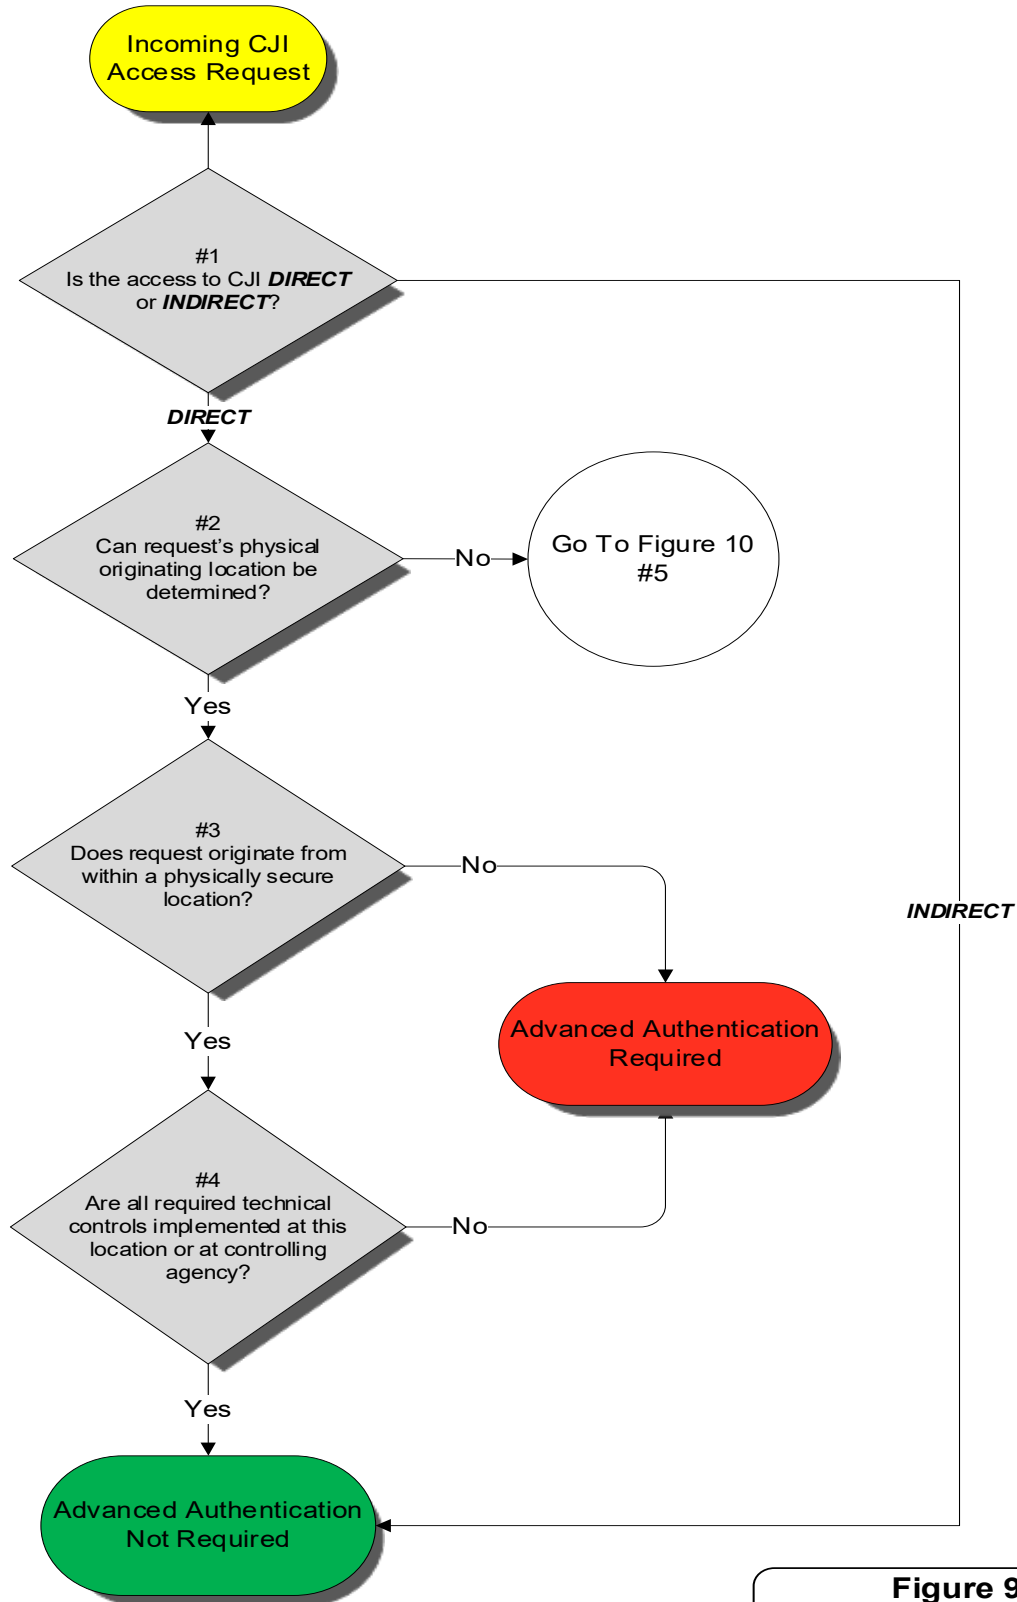 Incoming CJI
Access Request
#1
Is the access to CJI DIRECT
or INDIRECT?
DIRECT
#2
Can request's physical
originating location be
determined?
No
Go To Figure 10
#5
Yes
#3
Does request originate from
within a physically secure
location?
No
INDIRECT
Yes
Advanced Authentication
Required
#4
Are all required technical
controls implemented at this
location or at controlling
agency?
No
Yes
Advanced Authentication
Not Required
Figure 9